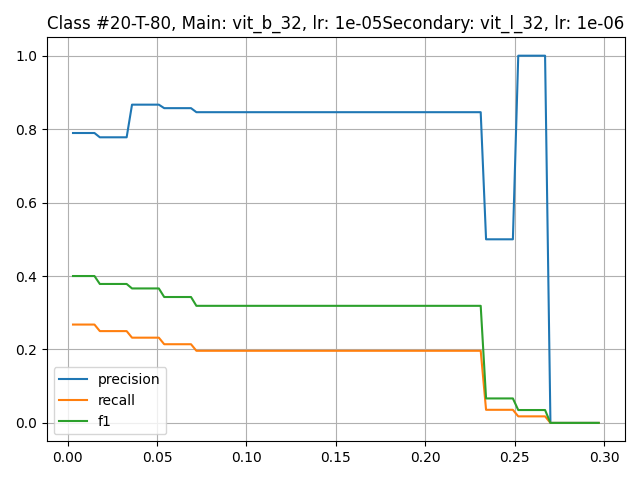 Class #20-T-80, Main: vit_b_32, lr: 1e-05Secondary: vit_l_32, lr: 1e-06
1.0
0.8
0.6
0.4
0.2
0.0
precision
recall
f1
0.00 0.05 0.10 0.15 0.20 0.25 0.30